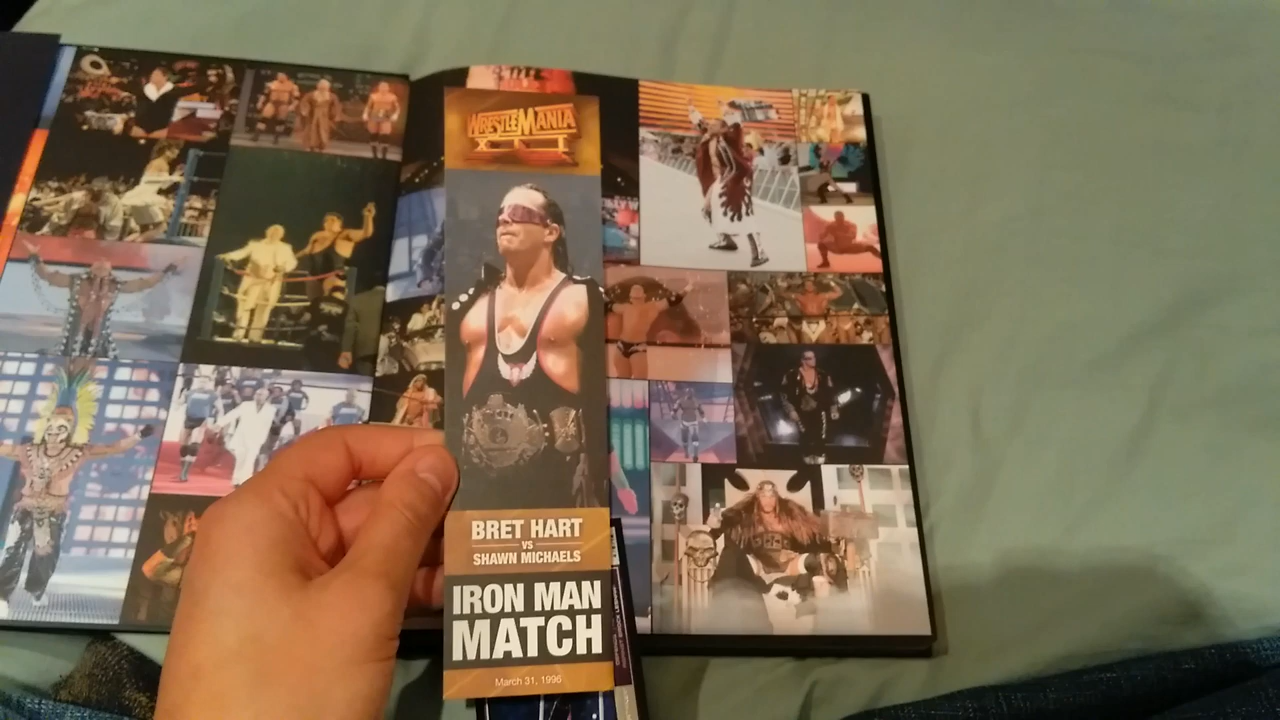 WRESTLEMANIA
XII
BRET HART
VS
SHAWN MICHAELS
IRON MAN
MATCH
March 31, 1996